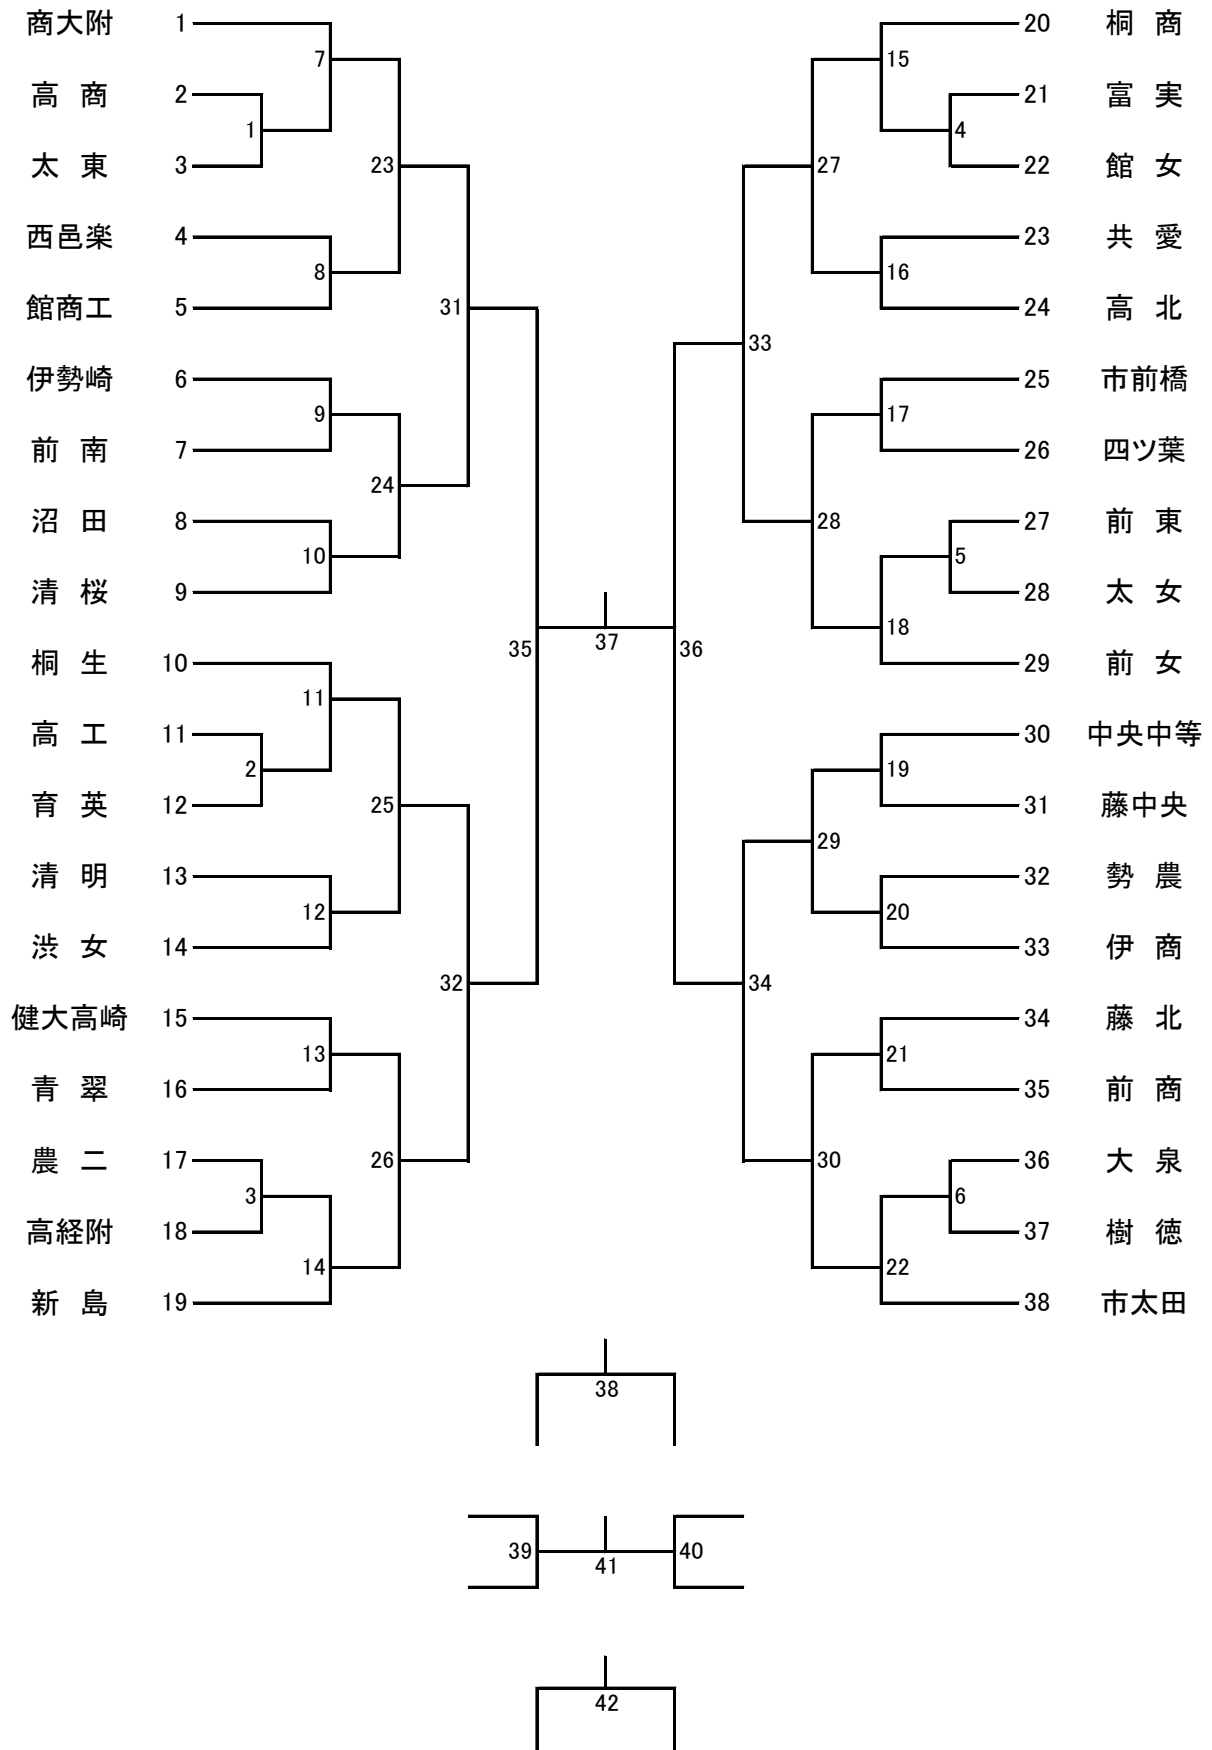 商大附 1
7
高 商 2
1
太 東 3
23
西邑楽 4
8
館商工 5
31
伊勢崎 6
9
前 南 7
24
沼 田 8
10
清 桜 9
35
桐 生 10
11
高 工 11
2
育 英 12
25
清 明 13
12
渋 女 14
32
健大高崎 15
13
青 翠 16
農 二 17
26
3
高経附 18
14
新 島 19
37
20 桐 商
15
21 富 実
4
22 館 女
27
23 共 愛
16
24 高 北
33
25 市前橋
17
26 四ツ葉
27 前 東
28
5
28 太 女
18
36
29 前 女
30 中央中等
19
31 藤中央
29
32 勢 農
20
33 伊 商
34
34 藤 北
21
35 前 商
36 大 泉
30
6
37 樹 徳
22
38 市太田
38
39
41
40
42